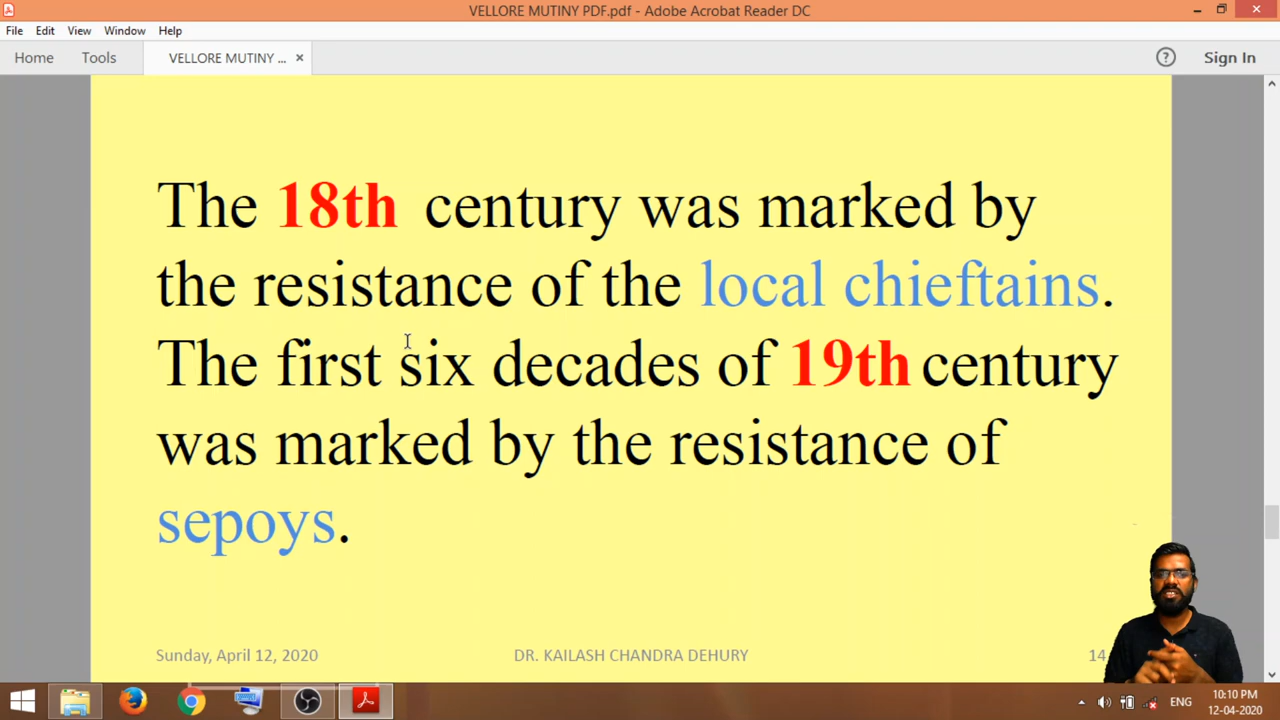 VELLORE MUTINY PDF.pdf - Adobe Acrobat Reader DC
File Edit View Window Help
Home Tools VELLORE MUTINY ... × ? Sign In
The 18th century was marked by
the resistance of the local chieftains.
The first six decades of 19th century
was marked by the resistance of
sepoys.
Sunday, April 12, 2020 DR. KAILASH CHANDRA DEHURY 14
ENG 10:10 PM
12-04-2020